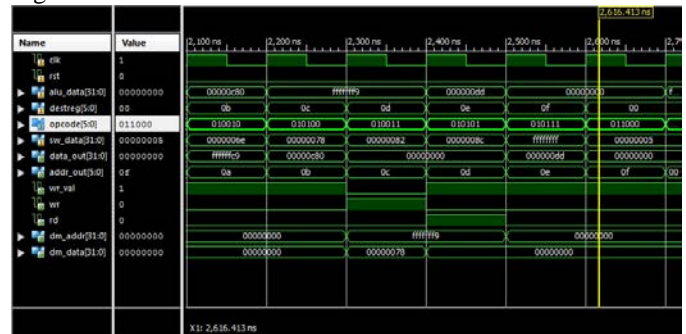 2,616.413 ns
Name Value 2,100 ns 2,200 ns 2,300 ns 2,400 ns 2,500 ns 2,600 ns
clk 1
rst 0
alu_data[31:0] 00000000 00000c80 fffffff9 000000dd 00000000
destreg[5:0] 00 0b 0c 0d 0e 0f 00
opcode[5:0] 011000 010010 010100 010011 010101 010111 011000
sw_data[31:0] 00000005 0000006e 00000078 00000082 0000008c ffffffff 00000005
data_out[31:0] 00000000 ffffffc9 00000c80 00000000 000000dd 00000000
addr_out[5:0] 0f 0a 0b 0c 0d 0e 0f 00
wr_val 1
wr 0
rd 0
dm_addr[31:0] 00000000 00000000 fffffff9 00000000
dm_data[31:0] 00000000 00000000 00000078 00000000
X1: 2,616.413 ns